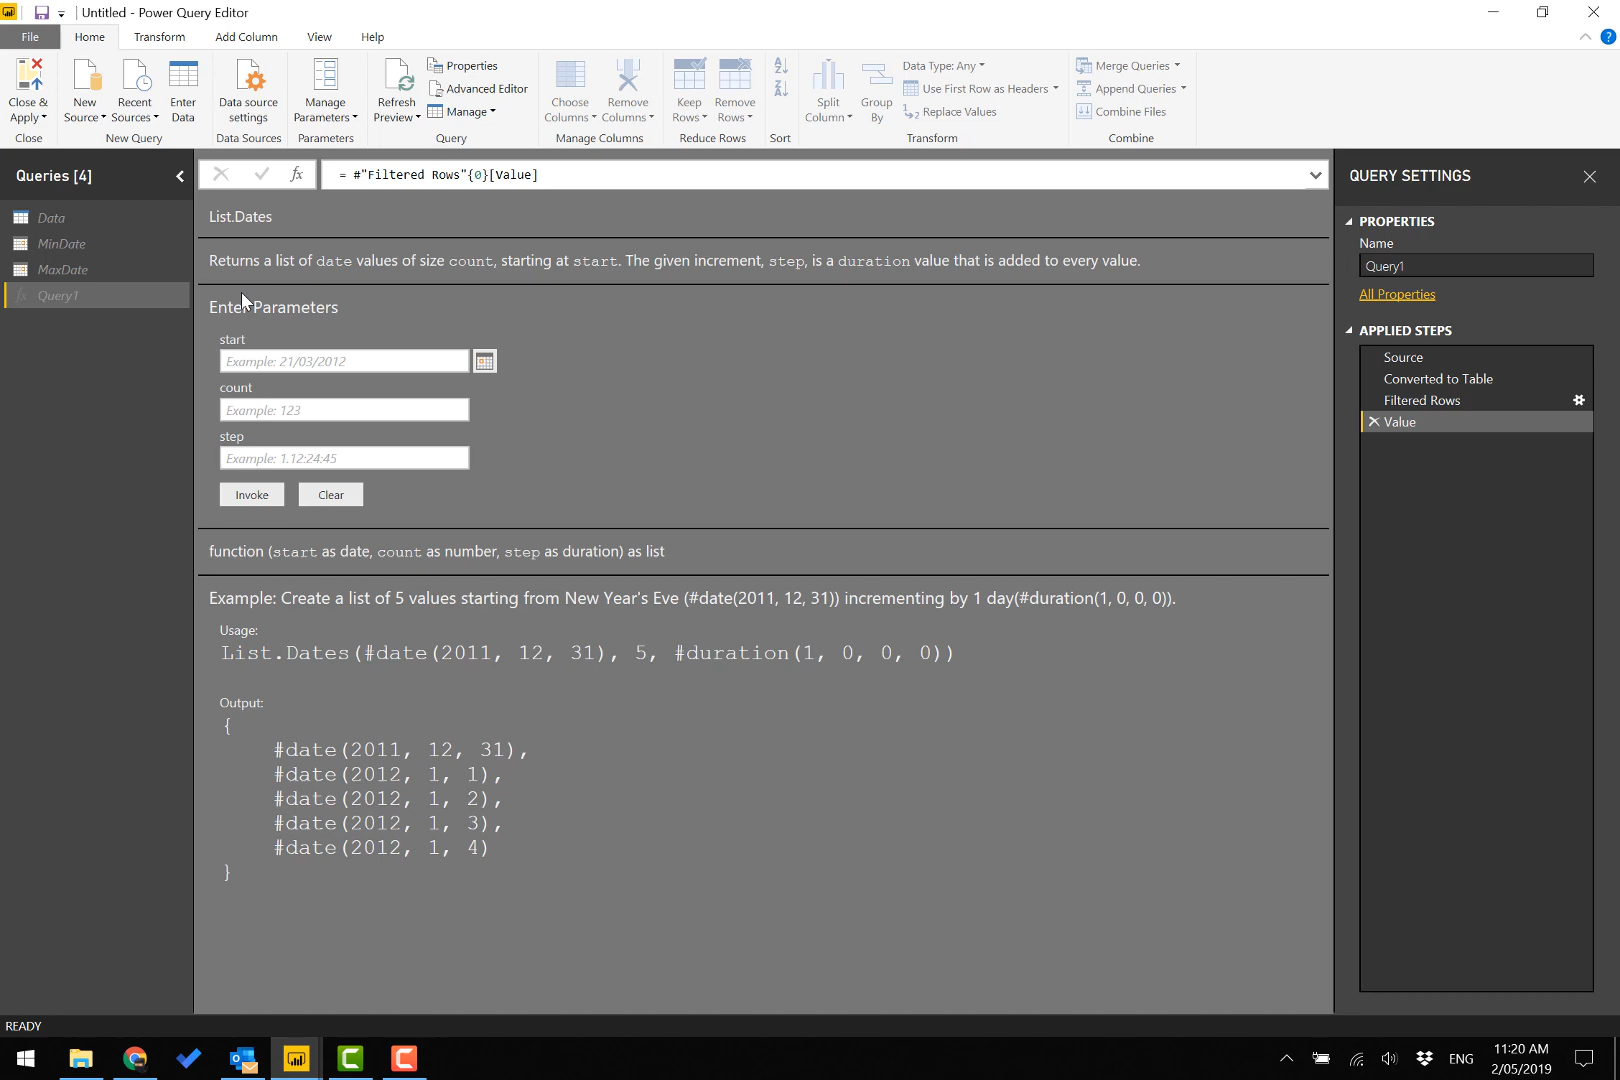 Untitled - Power Query Editor
File
Home
Transform
Add Column
View
Help
Close &
Apply
Close
New
Source
Recent
Sources
Enter
Data
New Query
Data source
settings
Data Sources
Manage
Parameters
Parameters
Refresh
Preview
Properties
Advanced Editor
Manage
Query
Choose
Columns
Remove
Columns
Manage Columns
Keep
Rows
Remove
Rows
Reduce Rows
Sort
Split
Column
Group
By
Data Type: Any
Use First Row as Headers
Replace Values
Transform
Merge Queries
Append Queries
Combine Files
Combine
Queries [4]
Data
MinDate
MaxDate
fx Query1
fx
= #"Filtered Rows"{0}[Value]
List.Dates
Returns a list of date values of size count, starting at start. The given increment, step, is a duration value that is added to every value.
Enter Parameters
start
Example: 21/03/2012
count
Example: 123
step
Example: 1.12:24:45
Invoke
Clear
function (start as date, count as number, step as duration) as list
Example: Create a list of 5 values starting from New Year's Eve (#date(2011, 12, 31)) incrementing by 1 day(#duration(1, 0, 0, 0)).
Usage:
List.Dates(#date(2011, 12, 31), 5, #duration(1, 0, 0, 0))
Output:
{
#date(2011, 12, 31),
#date(2012, 1, 1),
#date(2012, 1, 2),
#date(2012, 1, 3),
#date(2012, 1, 4)
}
QUERY SETTINGS
PROPERTIES
Name
Query1
All Properties
APPLIED STEPS
Source
Converted to Table
Filtered Rows
Value
READY
ENG
11:20 AM
2/05/2019